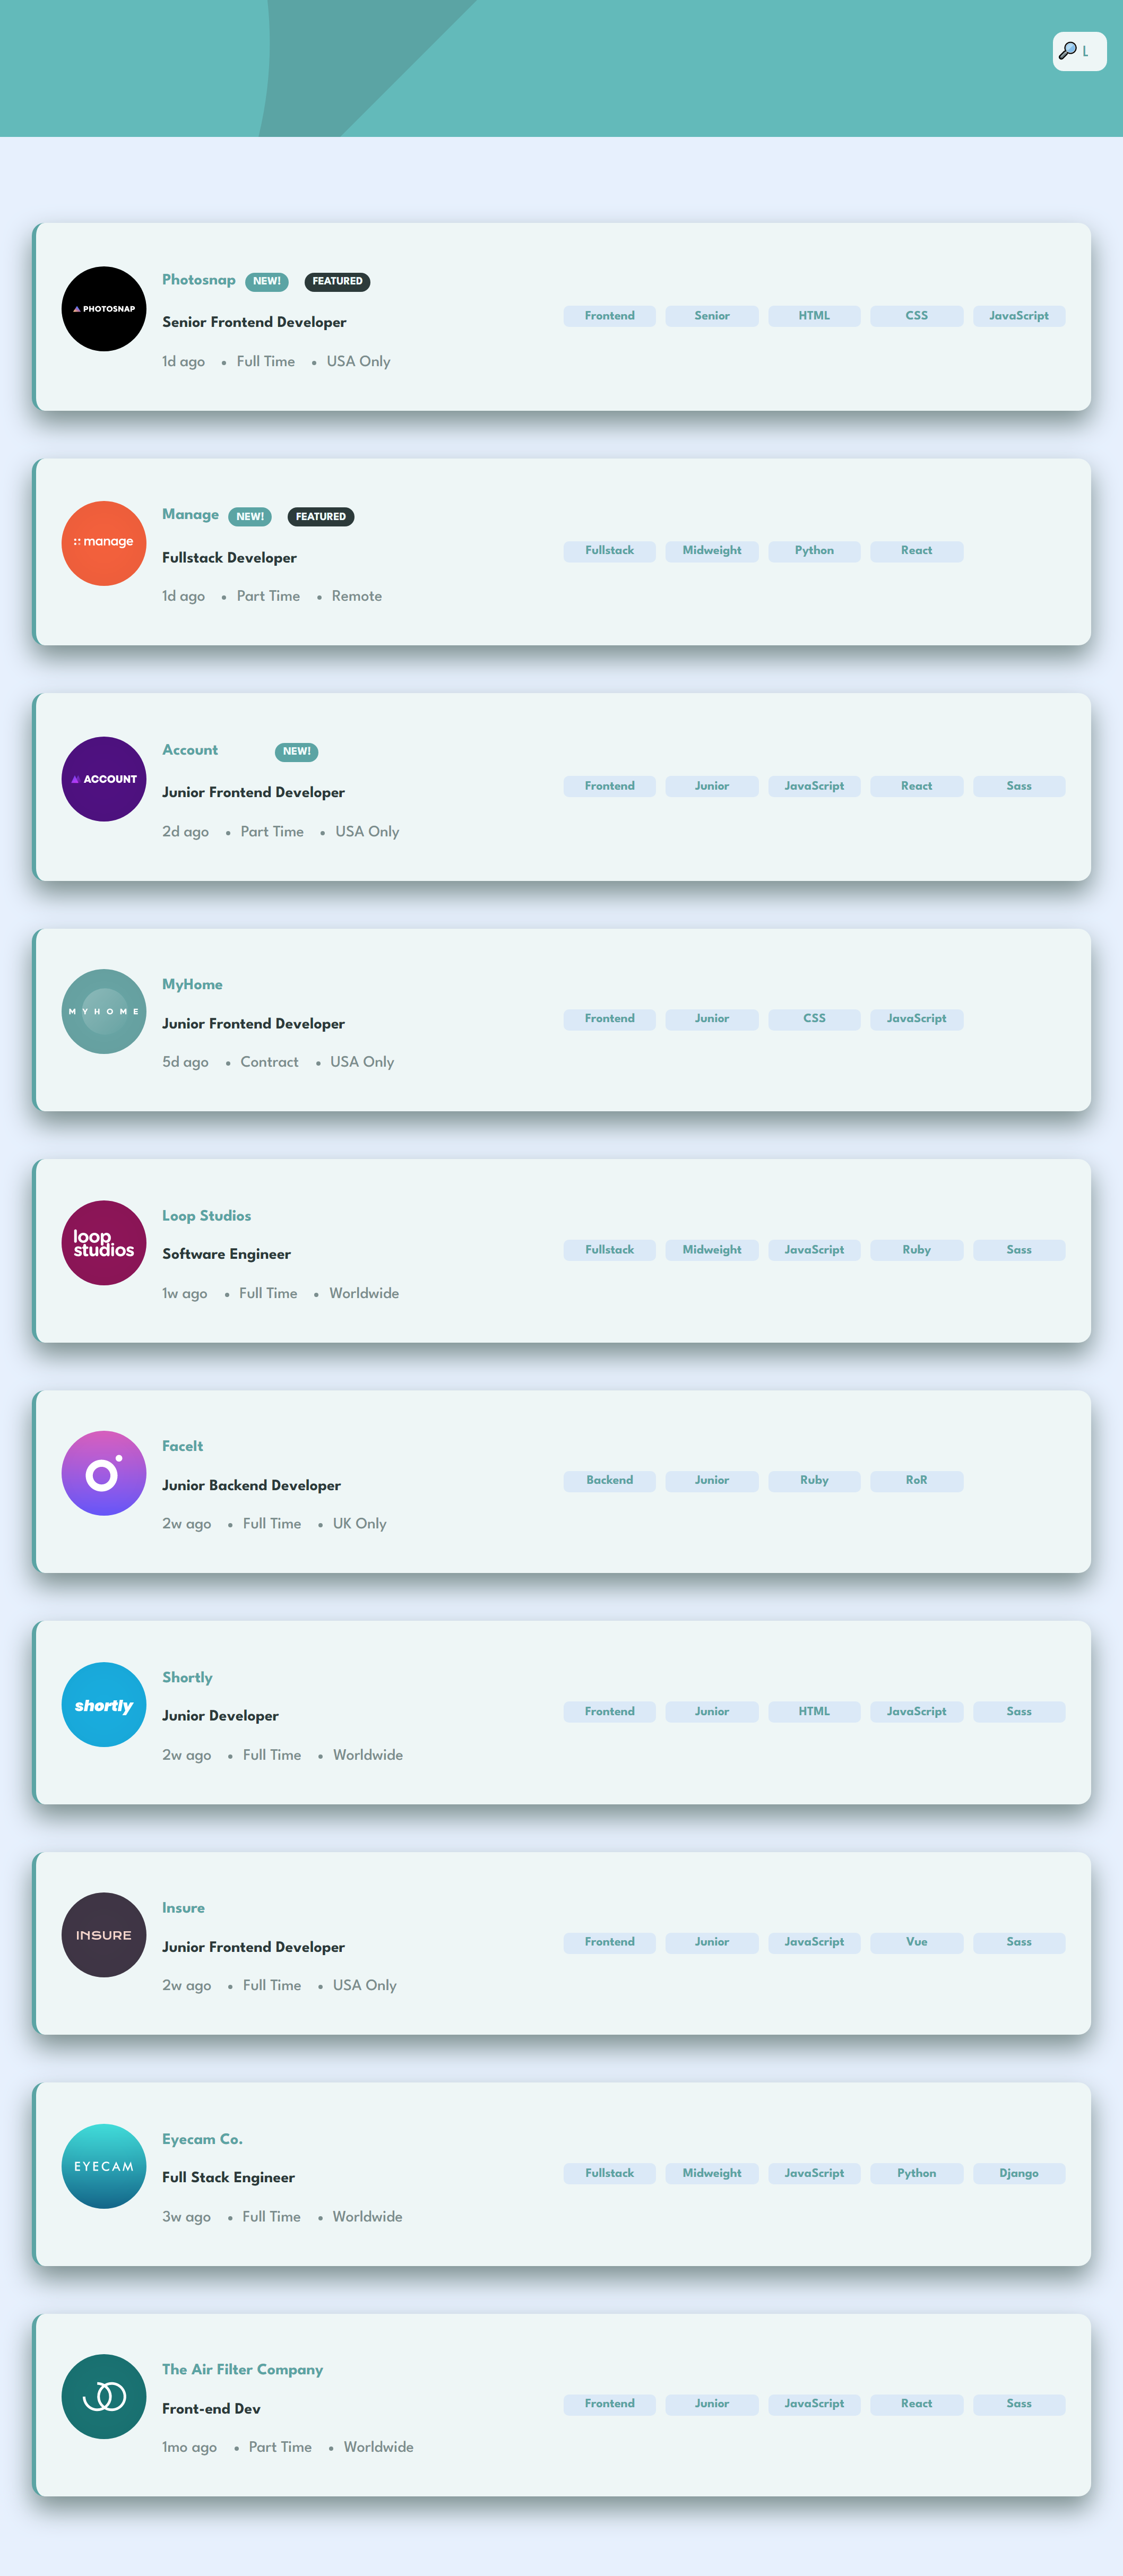 L
PHOTOSNAP
Photosnap NEW! FEATURED
Senior Frontend Developer
1d ago • Full Time • USA Only
Frontend Senior HTML CSS JavaScript
:: manage
Manage NEW! FEATURED
Fullstack Developer
1d ago • Part Time • Remote
Fullstack Midweight Python React
ACCOUNT
Account NEW!
Junior Frontend Developer
2d ago • Part Time • USA Only
Frontend Junior JavaScript React Sass
MYHOME
MyHome
Junior Frontend Developer
5d ago • Contract • USA Only
Frontend Junior CSS JavaScript
loop
studios
Loop Studios
Software Engineer
1w ago • Full Time • Worldwide
Fullstack Midweight JavaScript Ruby Sass
FaceIt
Junior Backend Developer
2w ago • Full Time • UK Only
Backend Junior Ruby RoR
shortly
Shortly
Junior Developer
2w ago • Full Time • Worldwide
Frontend Junior HTML JavaScript Sass
INSURE
Insure
Junior Frontend Developer
2w ago • Full Time • USA Only
Frontend Junior JavaScript Vue Sass
EYECAM
Eyecam Co.
Full Stack Engineer
3w ago • Full Time • Worldwide
Fullstack Midweight JavaScript Python Django
The Air Filter Company
Front-end Dev
1mo ago • Part Time • Worldwide
Frontend Junior JavaScript React Sass